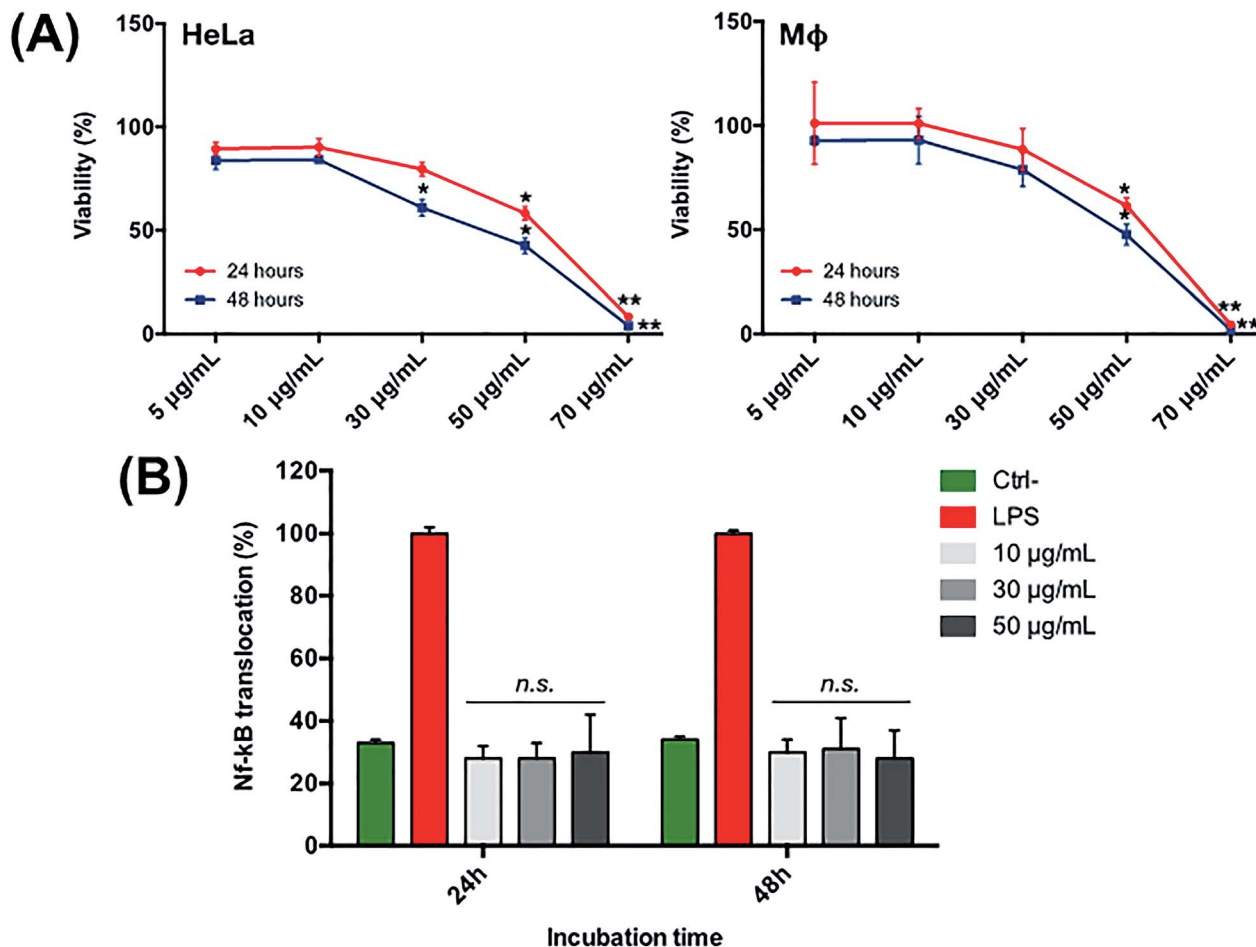 (A)
HeLa
150
100
50
0
Viability (%)
*
*
*
**
**
24 hours
48 hours
5 µg/mL
10 µg/mL
30 µg/mL
50 µg/mL
70 µg/mL
Mϕ
150
100
50
0
Viability (%)
*
*
**
**
24 hours
48 hours
5 µg/mL
10 µg/mL
30 µg/mL
50 µg/mL
70 µg/mL
(B)
120
100
80
60
40
20
0
Nf-kB translocation (%)
n.s.
n.s.
24h
48h
Incubation time
Ctrl-
LPS
10 µg/mL
30 µg/mL
50 µg/mL